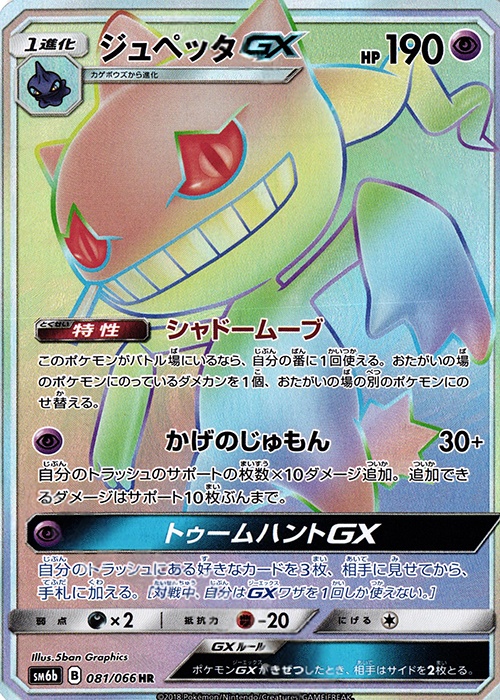 1進化 ジュペッタGX HP190
カゲボウズから進化
とくせい 特性 シャドームーブ
このポケモンがバトル場にいるなら、自分の番に1回使える。おたがいの場
のポケモンにのっているダメカンを1個、おたがいの場の別のポケモンにの
せ替える。
かげのじゅもん 30+
自分のトラッシュのサポートの枚数×10ダメージ追加。追加でき
るダメージはサポート10枚ぶんまで。
トゥームハントGX
自分のトラッシュにある好きなカードを3枚、相手に見せてから、
手札に加える。[対戦中、自分はGXワザを1回しか使えない。]
弱点 ×2 抵抗力 -20 にげる
GXルール
Illus.5ban Graphics
ポケモンGXがきぜつしたとき、相手はサイドを2枚とる。
sm6b B 081/066 HR
©2018 Pokémon/Nintendo/Creatures/GAME FREAK.